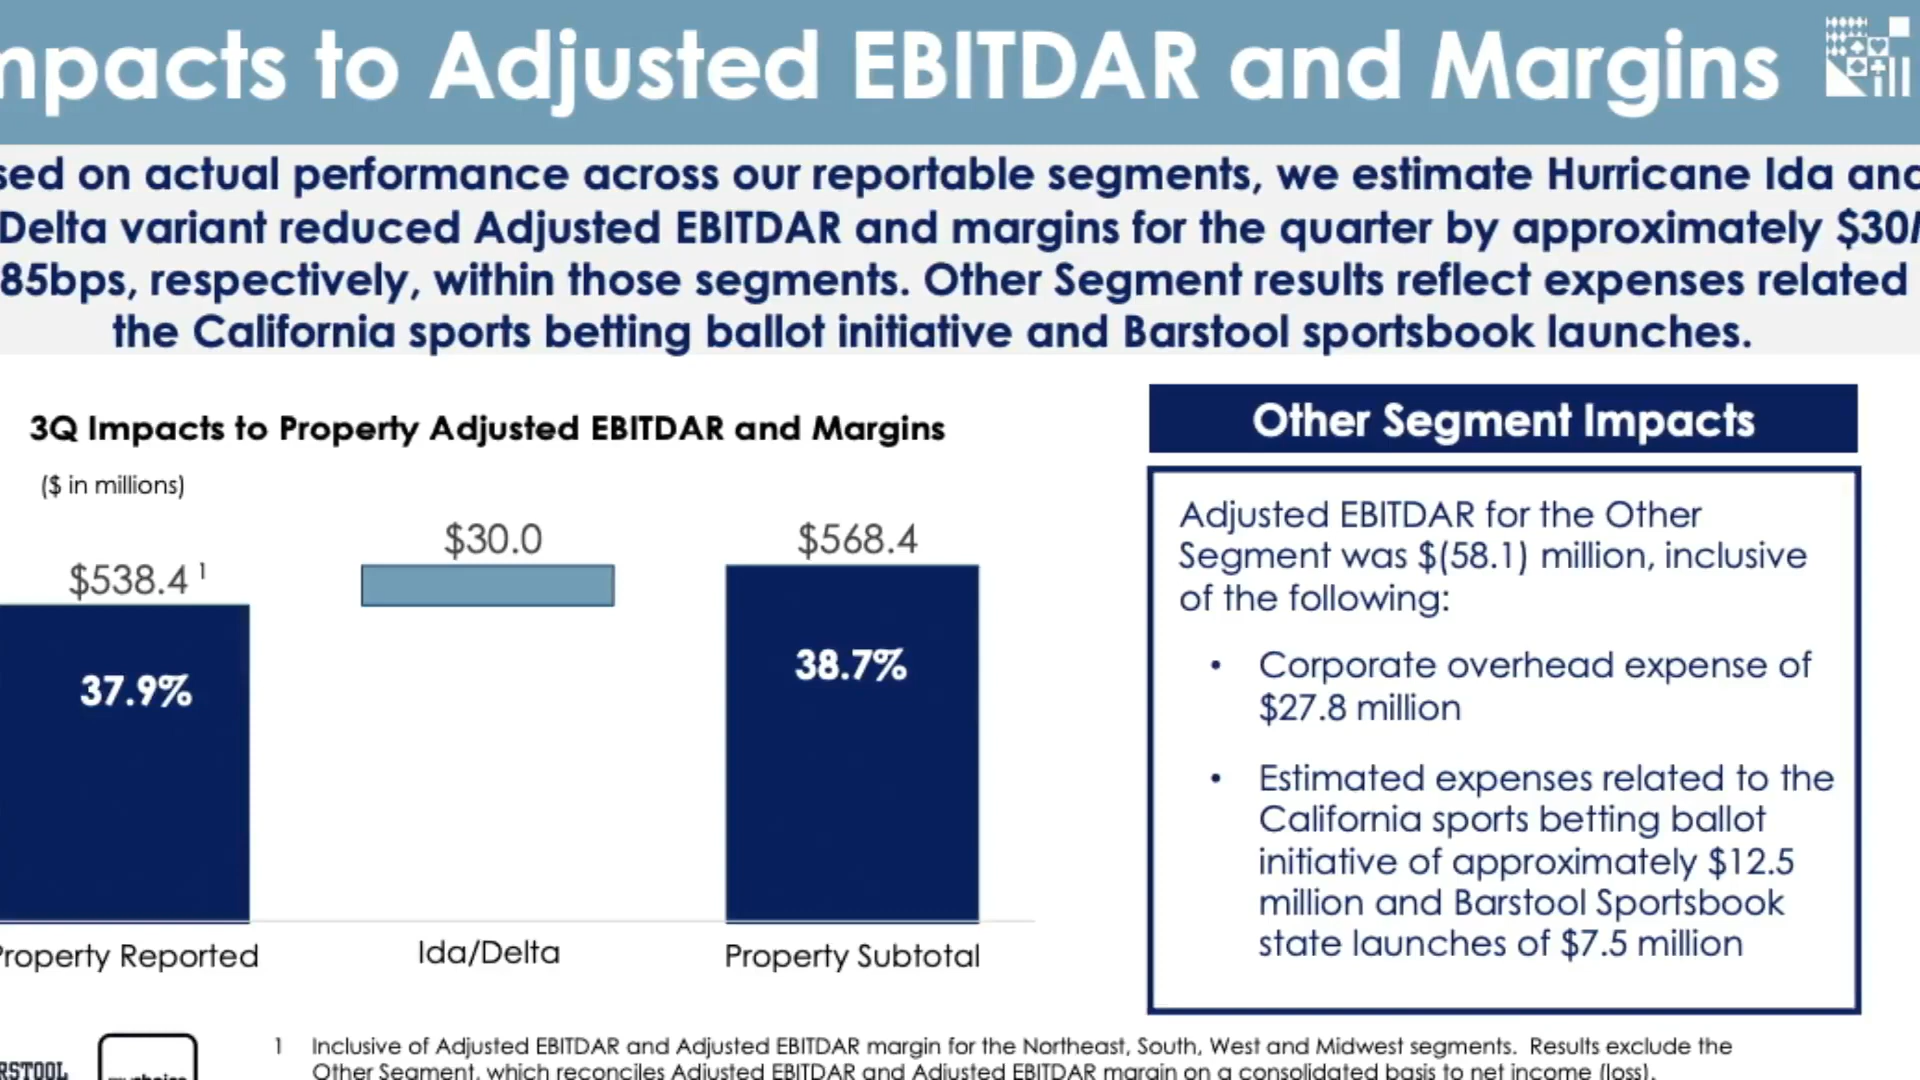 mpacts to Adjusted EBITDAR and Margins
sed on actual performance across our reportable segments, we estimate Hurricane Ida and
Delta variant reduced Adjusted EBITDAR and margins for the quarter by approximately $30M
85bps, respectively, within those segments. Other Segment results reflect expenses related
the California sports betting ballot initiative and Barstool sportsbook launches.
3Q Impacts to Property Adjusted EBITDAR and Margins
($ in millions)
$538.4 1
$30.0
$568.4
37.9%
38.7%
Property Reported
Ida/Delta
Property Subtotal
Other Segment Impacts
Adjusted EBITDAR for the Other
Segment was $(58.1) million, inclusive
of the following:
• Corporate overhead expense of
$27.8 million
• Estimated expenses related to the
California sports betting ballot
initiative of approximately $12.5
million and Barstool Sportsbook
state launches of $7.5 million
1 Inclusive of Adjusted EBITDAR and Adjusted EBITDAR margin for the Northeast, South, West and Midwest segments. Results exclude the
Other Segment, which reconciles Adjusted EBITDAR and Adjusted EBITDAR margin on a consolidated basis to net income (loss).
RSTOOL